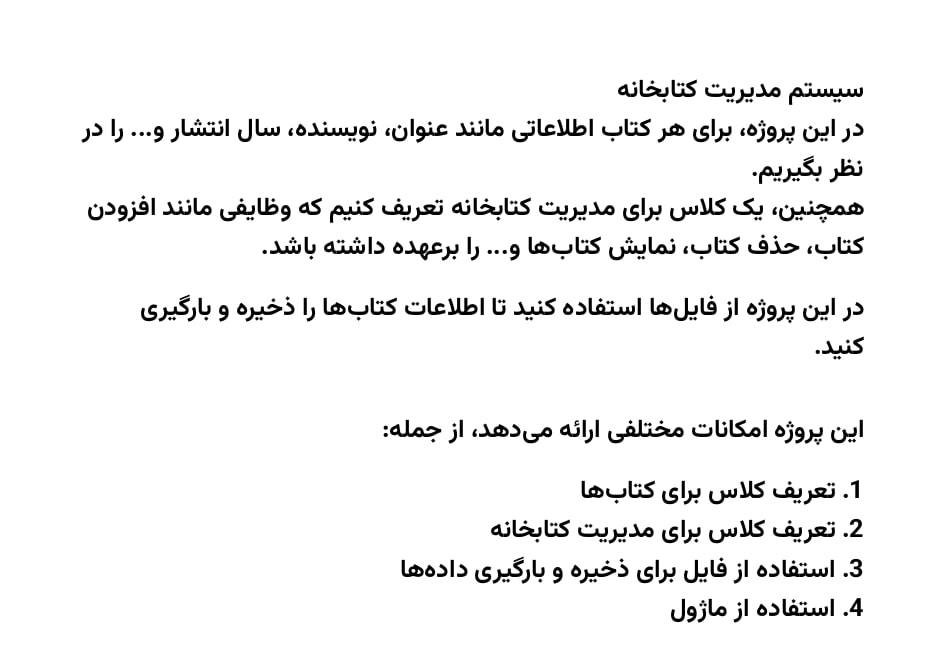 سیستم مدیریت کتابخانه
در این پروژه، برای هر کتاب اطلاعاتی مانند عنوان، نویسنده، سال انتشار و... را در
نظر بگیریم.
همچنین، یک کلاس برای مدیریت کتابخانه تعریف کنیم که وظایفی مانند افزودن
کتاب، حذف کتاب، نمایش کتاب‌ها و... را برعهده داشته باشد.
در این پروژه از فایل‌ها استفاده کنید تا اطلاعات کتاب‌ها را ذخیره و بارگیری
کنید.
این پروژه امکانات مختلفی ارائه می‌دهد، از جمله:
1. تعریف کلاس برای کتاب‌ها
2. تعریف کلاس برای مدیریت کتابخانه
3. استفاده از فایل برای ذخیره و بارگیری داده‌ها
4. استفاده از ماژول